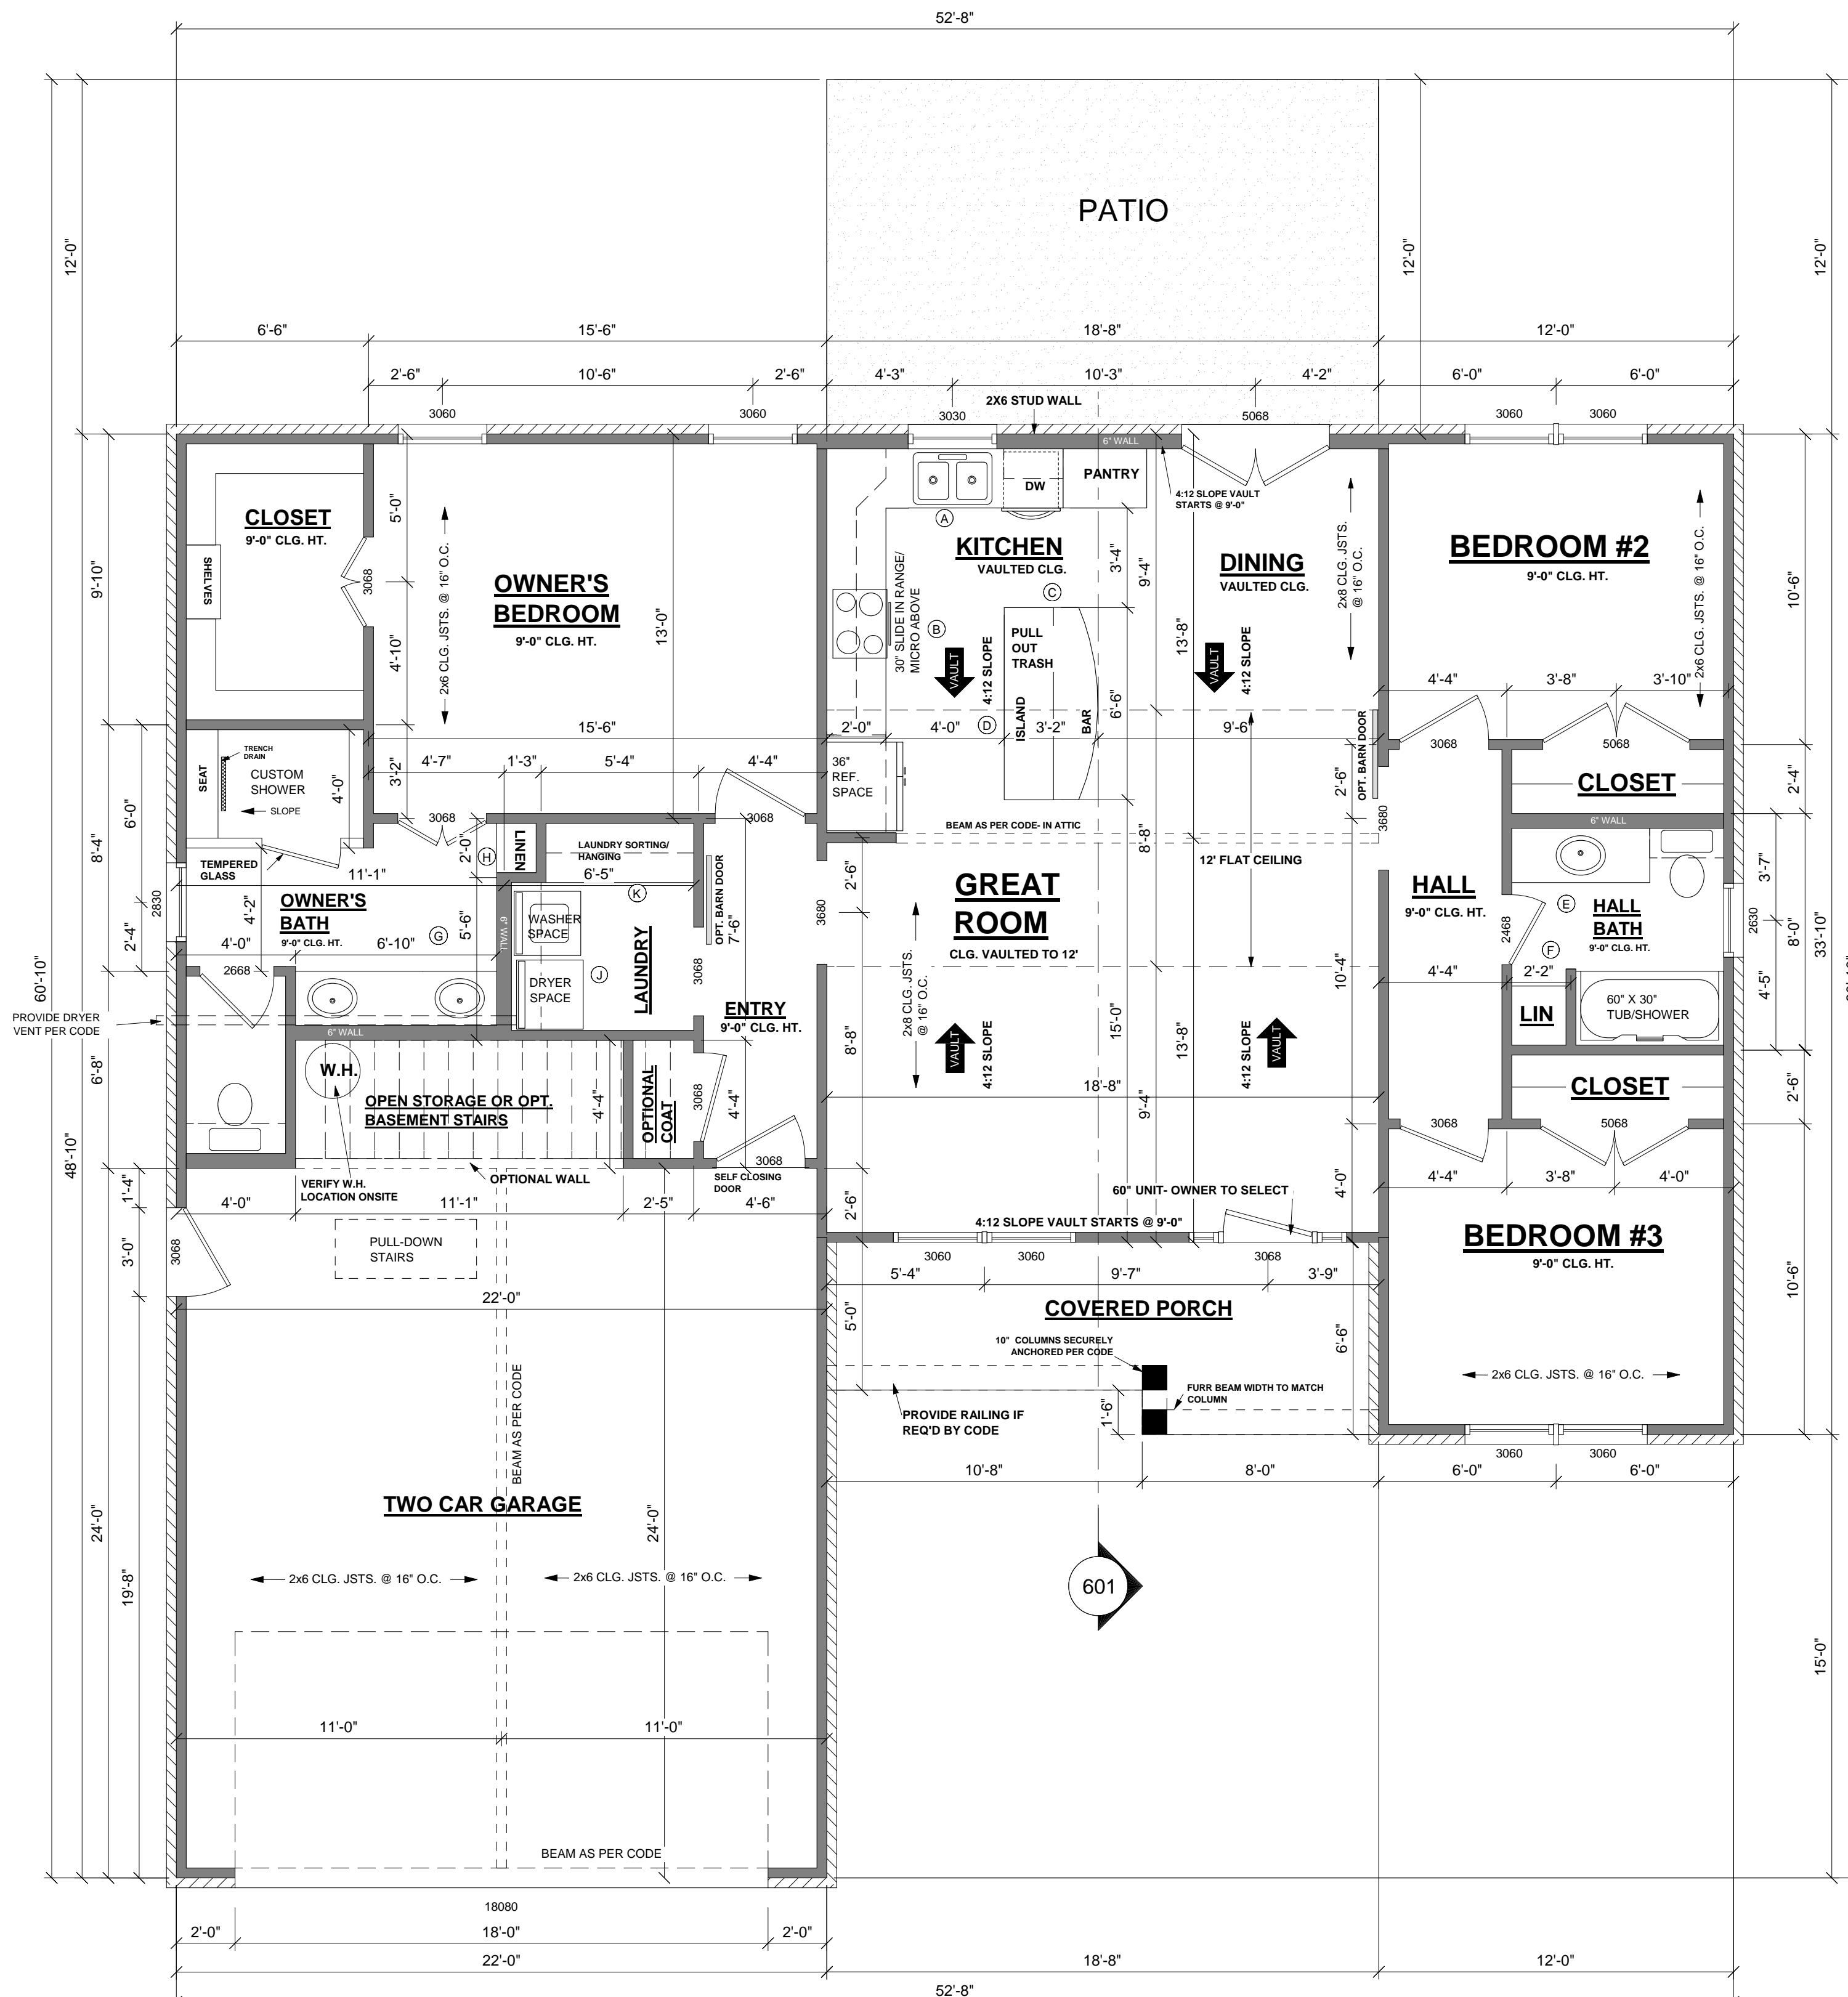 52'-8"
PATIO
12'-0"
12'-0"
12'-0"
6'-6"
15'-6"
18'-8"
12'-0"
2'-6"
10'-6"
2'-6"
4'-3"
10'-3"
4'-2"
6'-0"
6'-0"
2X6 STUD WALL
3060
3060
3030
5068
3060
3060
6" WALL
CLOSET
9'-0" CLG. HT.
SHELVES
3068
5'-0"
4'-10"
2x6 CLG. JSTS. @ 16" O.C.
OWNER'S
BEDROOM
9'-0" CLG. HT.
13'-0"
15'-6"
9'-10"
A
DW
PANTRY
4:12 SLOPE VAULT
STARTS @ 9'-0"
KITCHEN
VAULTED CLG.
C
B
D
30" SLIDE IN RANGE/
MICRO ABOVE
VAULT
4:12 SLOPE
PULL
OUT
TRASH
ISLAND
BAR
3'-4"
6'-6"
9'-4"
13'-8"
DINING
VAULTED CLG.
VAULT
4:12 SLOPE
2x8 CLG. JSTS.
@ 16" O.C.
2'-0"
4'-0"
3'-2"
9'-6"
BEDROOM #2
9'-0" CLG. HT.
2x6 CLG. JSTS. @ 16" O.C.
10'-6"
4'-4"
3'-8"
3'-10"
3068
5068
CLOSET
2'-4"
6" WALL
OPT. BARN DOOR
2'-6"
3680
SEAT
TRENCH
DRAIN
CUSTOM
SHOWER
SLOPE
4'-0"
3'-2"
4'-7"
1'-3"
5'-4"
4'-4"
3068
3068
2'-0"
H
LINEN
LAUNDRY SORTING/
HANGING
6'-5"
K
TEMPERED
GLASS
11'-1"
OWNER'S
BATH
9'-0" CLG. HT.
4'-2"
4'-0"
6'-10"
G
5'-6"
6" WALL
2668
2830
6'-0"
2'-4"
8'-4"
WASHER
SPACE
DRYER
SPACE
J
LAUNDRY
OPT. BARN DOOR
7'-6"
3068
ENTRY
9'-0" CLG. HT.
3680
36"
REF.
SPACE
BEAM AS PER CODE- IN ATTIC
8'-8"
12' FLAT CEILING
2'-6"
GREAT
ROOM
CLG. VAULTED TO 12'
2x8 CLG. JSTS.
@ 16" O.C.
VAULT
4:12 SLOPE
VAULT
4:12 SLOPE
8'-8"
15'-0"
13'-8"
10'-4"
18'-8"
9'-4"
HALL
9'-0" CLG. HT.
2468
E
F
HALL
BATH
9'-0" CLG. HT.
2630
3'-7"
8'-0"
4'-5"
33'-10"
4'-4"
2'-2"
LIN
60" X 30"
TUB/SHOWER
CLOSET
2'-6"
3068
5068
4'-4"
3'-8"
4'-0"
60'-10"
48'-10"
PROVIDE DRYER
VENT PER CODE
6" WALL
6'-8"
W.H.
OPEN STORAGE OR OPT.
BASEMENT STAIRS
4'-4"
OPTIONAL
COAT
3068
4'-4"
3068
SELF CLOSING
DOOR
VERIFY W.H.
LOCATION ONSITE
OPTIONAL WALL
1'-4"
4'-0"
11'-1"
2'-5"
4'-6"
2'-6"
PULL-DOWN
STAIRS
3'-0"
3068
22'-0"
60" UNIT- OWNER TO SELECT
4'-0"
4:12 SLOPE VAULT STARTS @ 9'-0"
3060
3060
3068
5'-4"
9'-7"
3'-9"
BEDROOM #3
9'-0" CLG. HT.
2x6 CLG. JSTS. @ 16" O.C.
10'-6"
COVERED PORCH
5'-0"
6'-6"
10" COLUMNS SECURELY
ANCHORED PER CODE
FURR BEAM WIDTH TO MATCH
COLUMN
1'-6"
PROVIDE RAILING IF
REQ'D BY CODE
10'-8"
8'-0"
3060
3060
6'-0"
6'-0"
BEAM AS PER CODE
TWO CAR GARAGE
24'-0"
24'-0"
19'-8"
2x6 CLG. JSTS. @ 16" O.C.
2x6 CLG. JSTS. @ 16" O.C.
601
15'-0"
11'-0"
11'-0"
BEAM AS PER CODE
18080
2'-0"
18'-0"
2'-0"
22'-0"
18'-8"
12'-0"
52'-8"